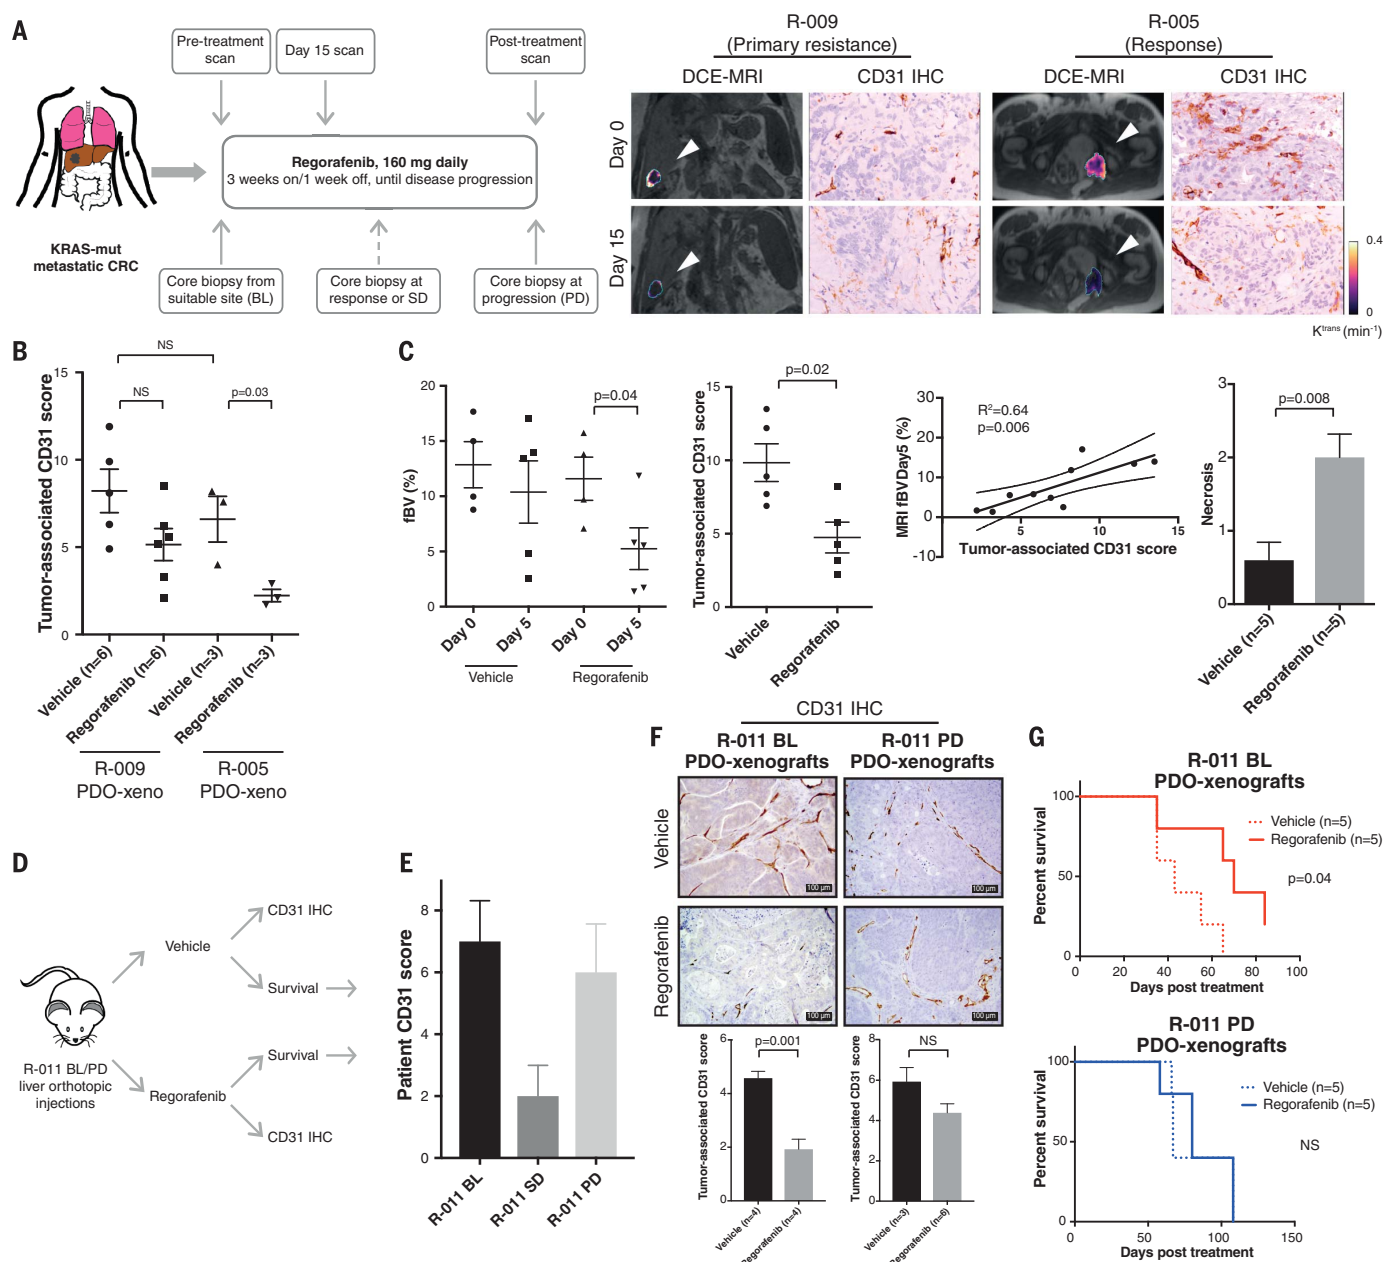 A
Pre-treatment
scan
Day 15 scan
Post-treatment
scan
Regorafenib, 160 mg daily
3 weeks on/1 week off, until disease progression
KRAS-mut
metastatic CRC
Core biopsy from
suitable site (BL)
Core biopsy at
response or SD
Core biopsy at
progression (PD)
R-009
(Primary resistance)
R-005
(Response)
DCE-MRI
CD31 IHC
DCE-MRI
CD31 IHC
Day 0
Day 15
0.4
0
Ktrans (min-1)
B
Tumor-associated CD31 score
15
10
5
0
NS
NS
p=0.03
Vehicle (n=6)
Regorafenib (n=6)
Vehicle (n=3)
Regorafenib (n=3)
R-009
PDO-xeno
R-005
PDO-xeno
C
fBV (%)
20
15
10
5
0
p=0.04
Day 0
Day 5
Day 0
Day 5
Vehicle
Regorafenib
Tumor-associated CD31 score
15
10
5
0
p=0.02
Vehicle
Regorafenib
MRI fBV Day5 (%)
30
20
10
0
-10
R2=0.64
p=0.006
5
10
15
Tumor-associated CD31 score
Necrosis
3
2
1
0
p=0.008
Vehicle (n=5)
Regorafenib (n=5)
D
R-011 BL/PD
liver orthotopic
injections
Vehicle
Regorafenib
CD31 IHC
Survival
Survival
CD31 IHC
E
Patient CD31 score
8
6
4
2
0
R-011 BL
R-011 SD
R-011 PD
F
CD31 IHC
R-011 BL
PDO-xenografts
R-011 PD
PDO-xenografts
Vehicle
Regorafenib
100 µm
100 µm
100 µm
100 µm
Tumor-associated CD31 score
6
4
2
0
p=0.001
Vehicle (n=4)
Regorafenib (n=4)
Tumor-associated CD31 score
8
6
4
2
0
NS
Vehicle (n=3)
Regorafenib (n=6)
G
R-011 BL
PDO-xenografts
Percent survival
100
50
0
Vehicle (n=5)
Regorafenib (n=5)
p=0.04
0
20
40
60
80
100
Days post treatment
R-011 PD
PDO-xenografts
Percent survival
100
50
0
Vehicle (n=5)
Regorafenib (n=5)
NS
0
50
100
150
Days post treatment